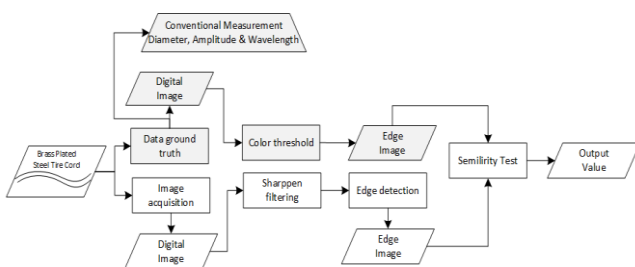 Conventional Measurement
Diameter, Amplitude & Wavelength
Digital
Image
Brass Plated
Steel Tire Cord
Data ground
truth
Color threshold
Edge
Image
Semilirity Test
Output
Value
Image
acquisition
Sharppen
filtering
Edge detection
Digital
Image
Edge
Image